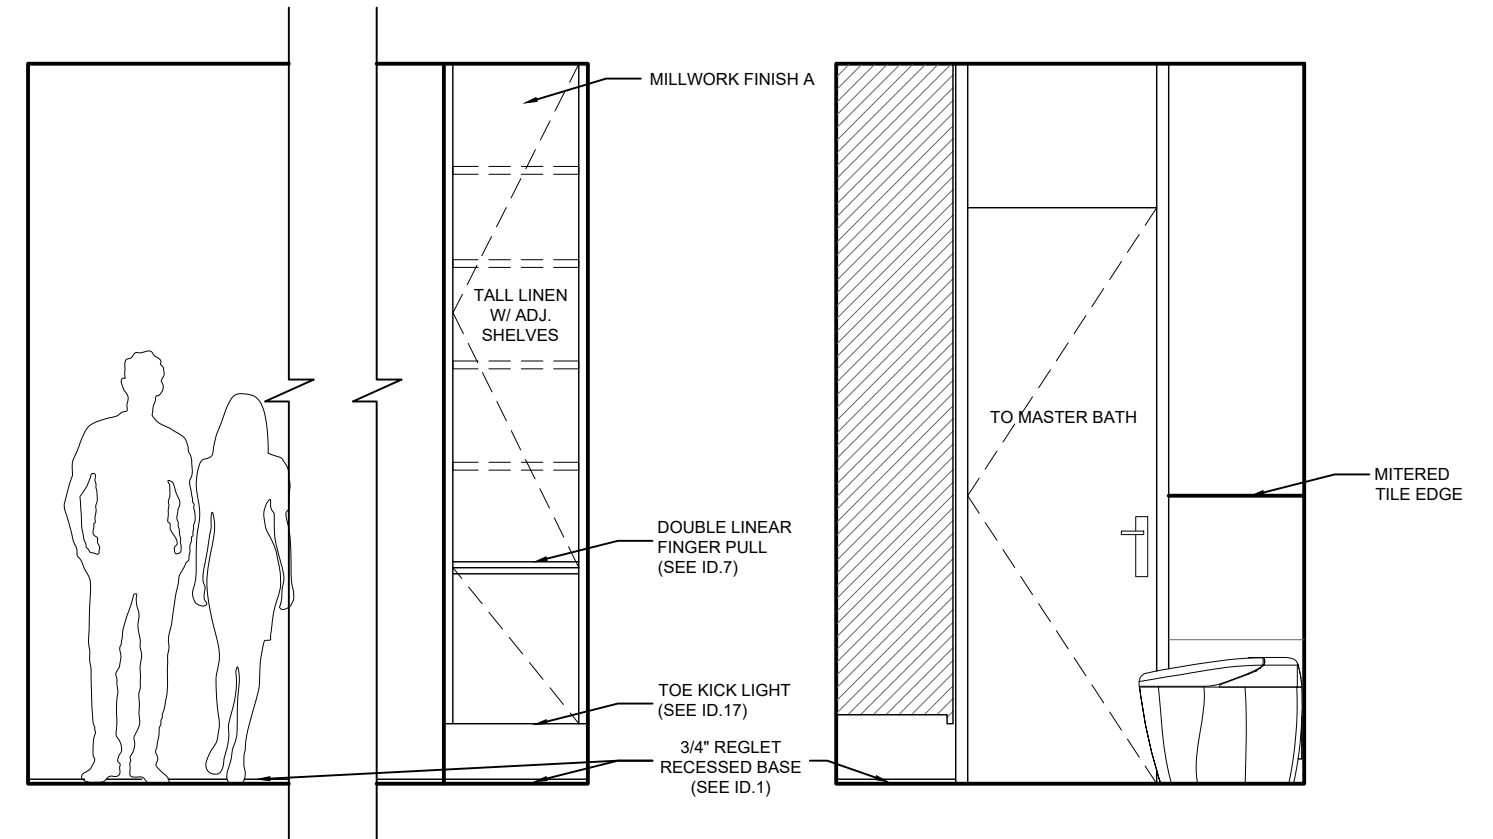 MILLWORK FINISH A
TALL LINEN
W/ ADJ.
SHELVES
DOUBLE LINEAR
FINGER PULL
(SEE ID.7)
TOE KICK LIGHT
(SEE ID.17)
3/4" REGLET
RECESSED BASE
(SEE ID.1)
TO MASTER BATH
MITERED
TILE EDGE